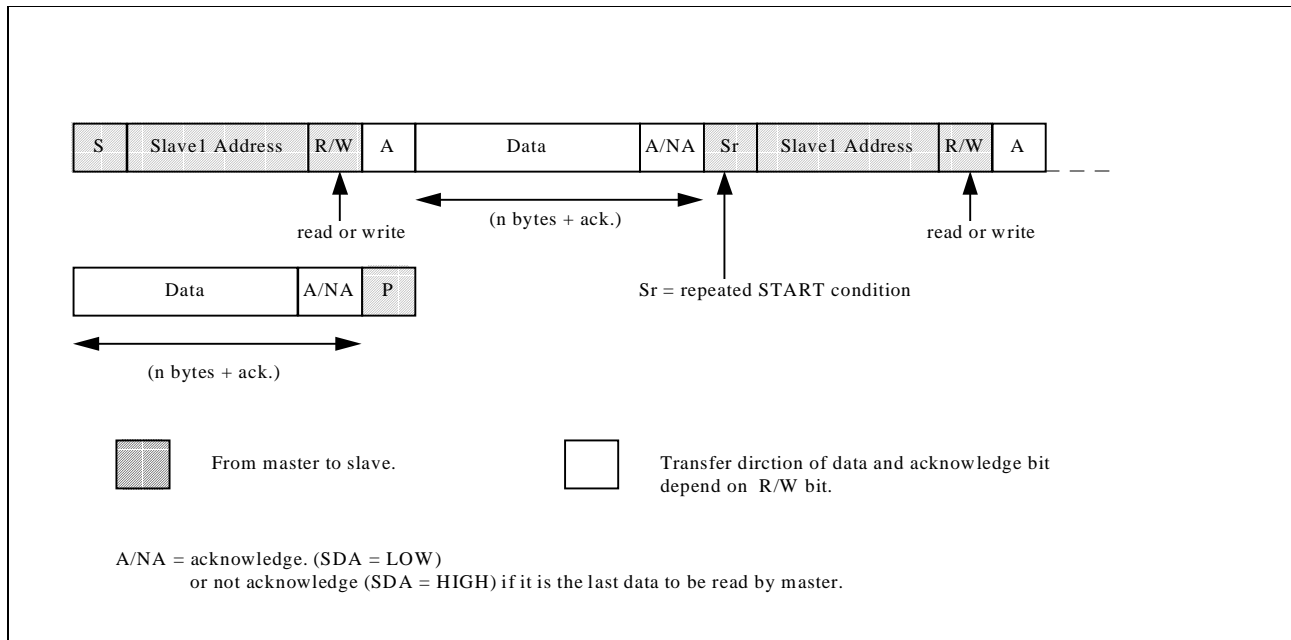 S Slave1 Address R/W A Data A/NA Sr Slave1 Address R/W A
(n bytes + ack.)
read or write read or write
Data A/NA P
Sr = repeated START condition
(n bytes + ack.)
From master to slave.
Transfer dirction of data and acknowledge bit
depend on R/W bit.
A/NA = acknowledge. (SDA = LOW)
or not acknowledge (SDA = HIGH) if it is the last data to be read by master.